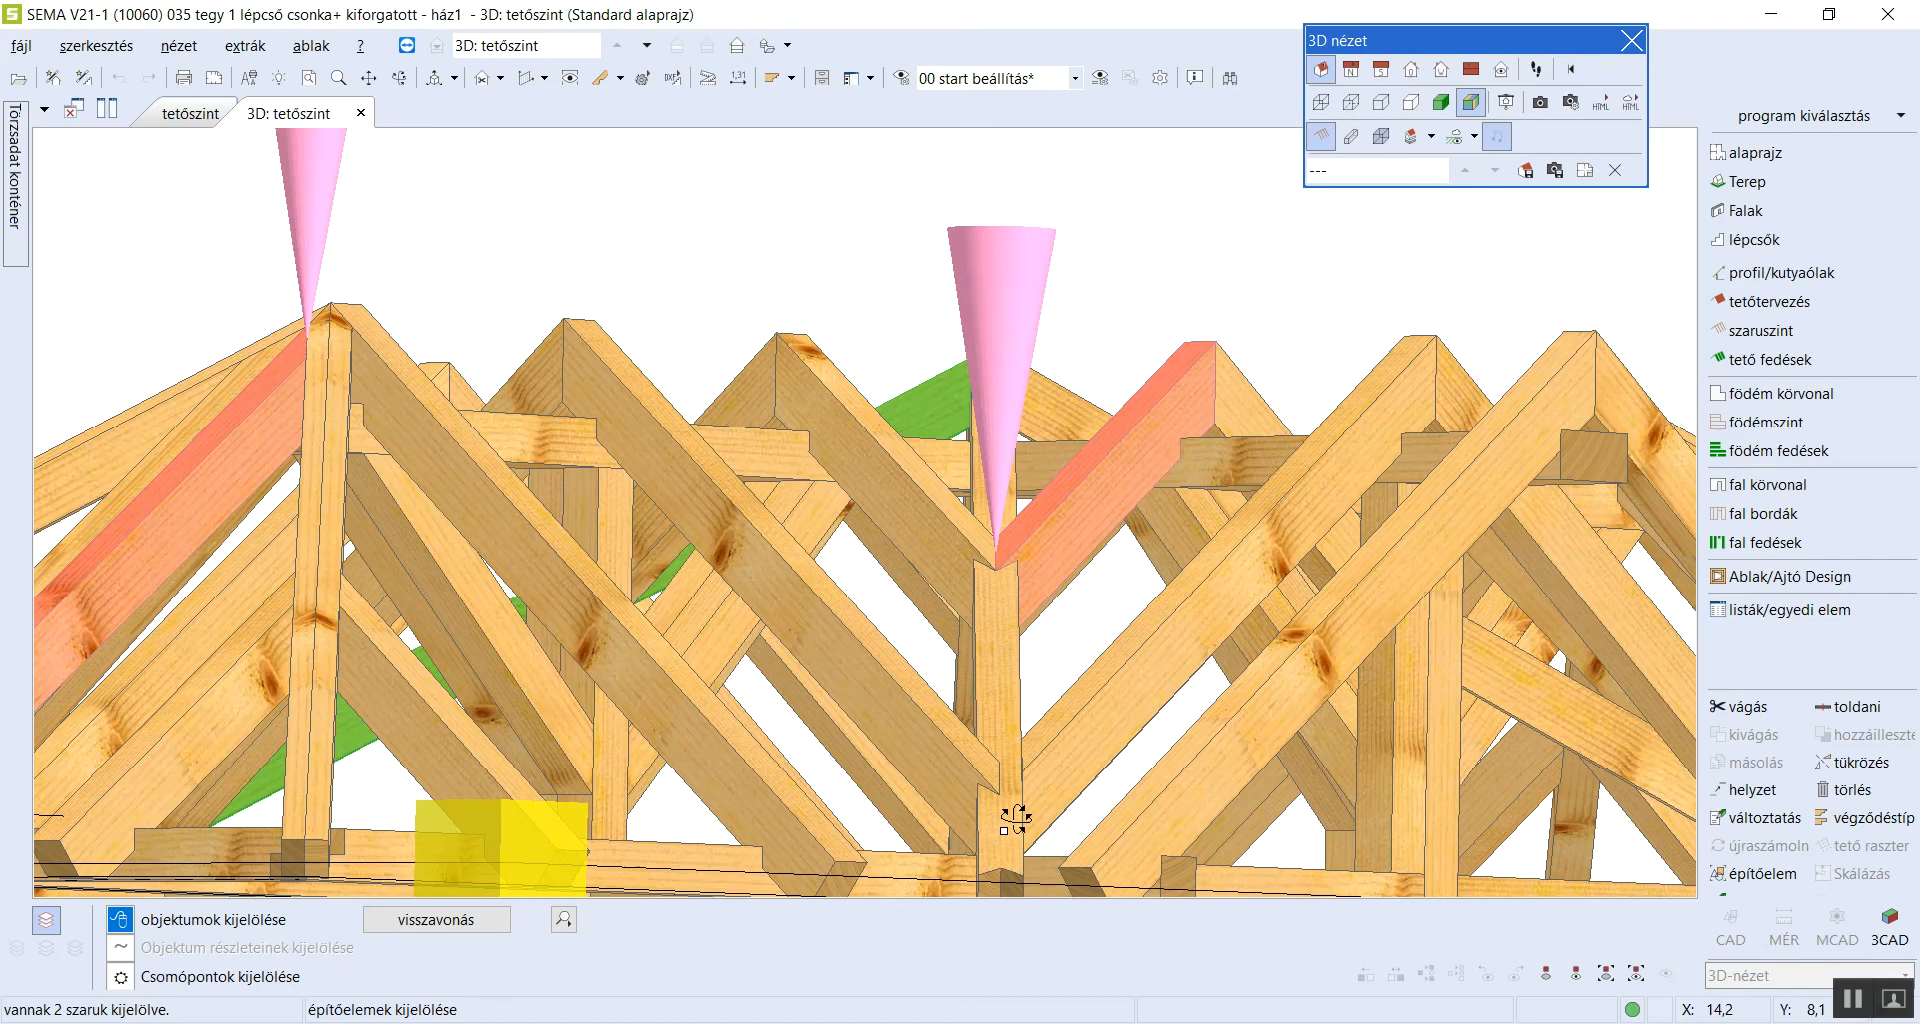 SEMA V21-1 (10060) 035 tegy 1 lépcső csonka+ kiforgatott - ház1 - 3D: tetőszint (Standard alaprajz)
fájl szerkesztés nézet extrák ablak ? 3D: tetőszint
00 start beállítás*
tetőszint 3D: tetőszint
Törzsadat konténer
3D nézet
HTML HTML
---
program kiválasztás
alaprajz
Terep
Falak
lépcsők
profil/kutyaólak
tetőtervezés
szaruszint
tető fedések
födém körvonal
födémszint
födém fedések
fal körvonal
fal bordák
fal fedések
Ablak/Ajtó Design
listák/egyedi elem
vágás toldani
kivágás hozzáilleszté
másolás tükrözés
helyzet törlés
változtatás végződéstíp
újraszámoln tető raszter
építőelem Skálázás
CAD MÉR MCAD 3CAD
3D-nézet
objektumok kijelölése visszavonás
Objektum részleteinek kijelölése
Csomópontok kijelölése
vannak 2 szaruk kijelölve. építőelemek kijelölése X: 14,2 Y: 8,1